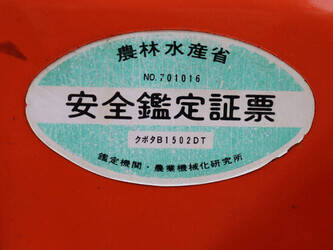 農林水産省
NO.701016
安全鑑定証票
クボタB1502DT
鑑定機関・農業機械化研究所